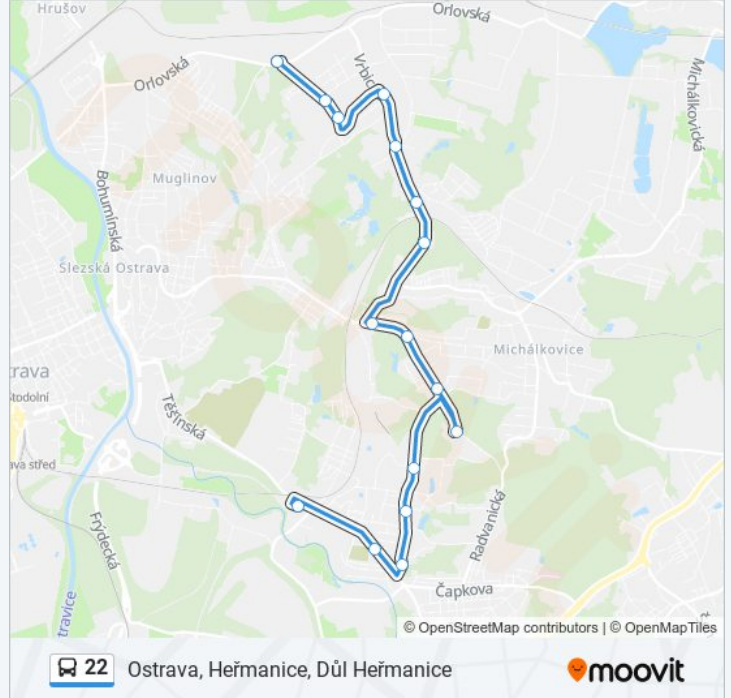 Hrušov
Orlovská
Orlovská
Vrbic
Michálkovická
Muglinov
Bohumínská
Slezská Ostrava
Michálkovice
rava
Stodolní
Těšínská
ava střed
Radvanická
Frýdecká
Čapkova
travice
© OpenStreetMap contributors | © OpenMapTiles
22 Ostrava, Heřmanice, Důl Heřmanice
moovit